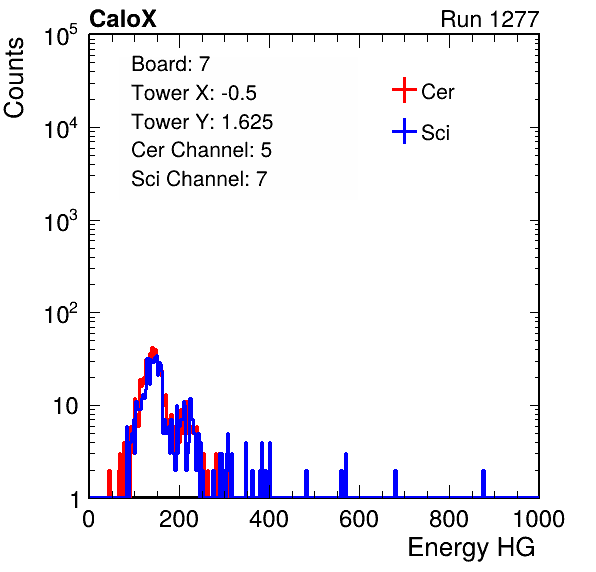 CaloX Run 1277
Counts
10^5
10^4
10^3
10^2
10
1
Board: 7
Tower X: -0.5
Tower Y: 1.625
Cer Channel: 5
Sci Channel: 7
Cer
Sci
0 200 400 600 800 1000
Energy HG